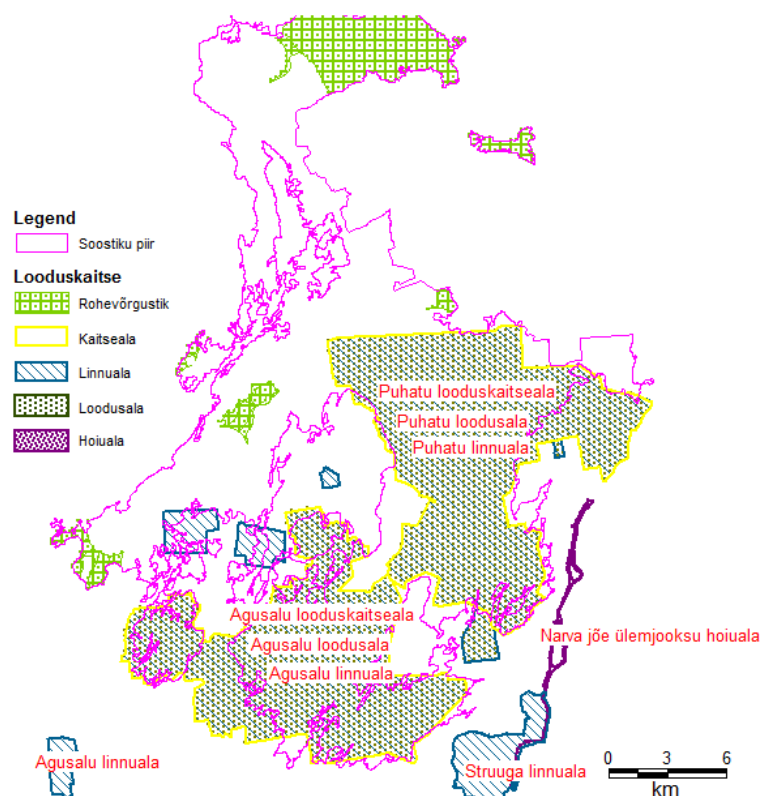 Legend
Soostiku piir
Looduskaitse
Rohevõrgustik
Kaitseala
Linnuala
Loodusala
Hoiuala
Puhatu looduskaitseala
Puhatu loodusala
Puhatu linnuala
Agusalu looduskaitseala
Agusalu loodusala
Agusalu linnuala
Narva jõe ülemjooksu hoiuala
Agusalu linnuala
Struuga linnuala
0 3 6
km